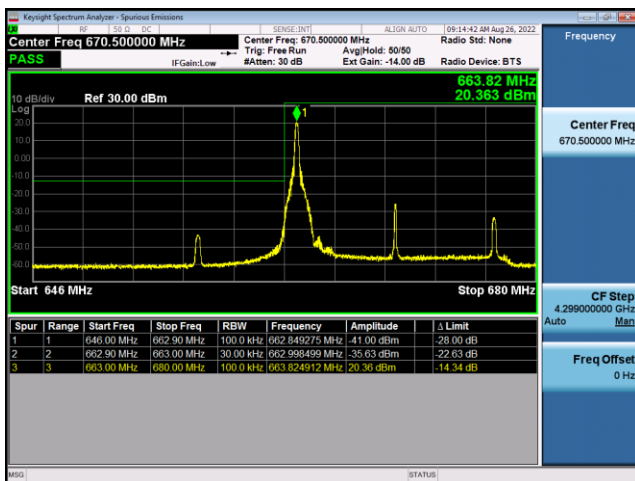 Keysight Spectrum Analyzer - Spurious Emissions
RF 50 Ω DC SENSE:INT ALIGN AUTO 09:14:42 AM Aug 26, 2022
Center Freq 670.500000 MHz Center Freq: 670.500000 MHz Radio Std: None
Trig: Free Run Avg|Hold: 50/50
PASS IFGain:Low #Atten: 30 dB Ext Gain: -14.00 dB Radio Device: BTS
Frequency
663.82 MHz
10 dB/div Ref 30.00 dBm 20.363 dBm
Log
1
20.0
10.0
0.00
-10.0
-20.0
-30.0
-40.0
-50.0
-60.0
Start 646 MHz Stop 680 MHz
Center Freq
670.500000 MHz
CF Step
4.299000000 GHz
Auto Man
Freq Offset
0 Hz
Spur Range Start Freq Stop Freq RBW Frequency Amplitude Δ Limit
1 1 646.00 MHz 662.90 MHz 100.0 kHz 662.849275 MHz -41.00 dBm -28.00 dB
2 2 662.90 MHz 663.00 MHz 30.00 kHz 662.998499 MHz -35.63 dBm -22.63 dB
3 3 663.00 MHz 680.00 MHz 100.0 kHz 663.824912 MHz 20.36 dBm -14.34 dB
MSG STATUS